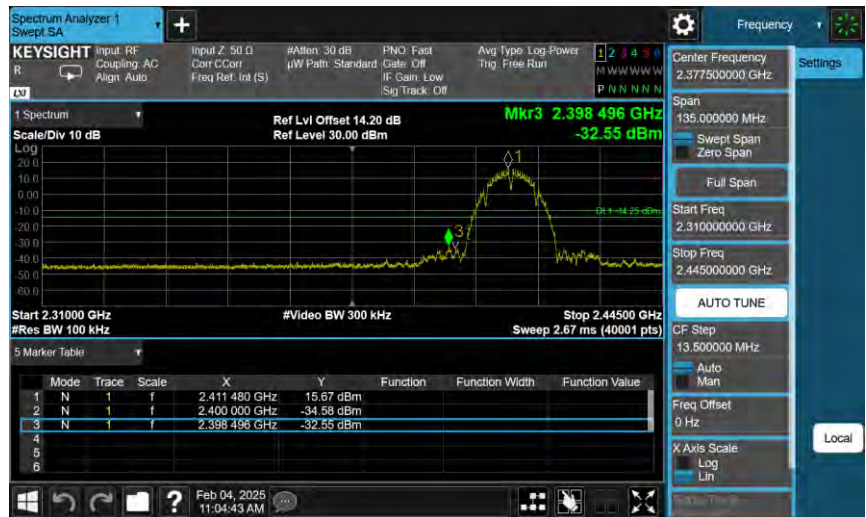 Spectrum Analyzer 1
Swept SA
+
Frequency
KEYSIGHT
R
LXI
Input: RF
Coupling: AC
Align: Auto
Input Z: 50 Ω
Corr CCorr
Freq Ref: Int (S)
#Atten: 30 dB
µW Path: Standard
PNO: Fast
Gate: Off
IF Gain: Low
Sig Track: Off
Avg Type: Log-Power
Trig: Free Run
1 2 3 4 5 6
M W W W W W
P N N N N N
1 Spectrum
Scale/Div 10 dB
Ref Lvl Offset 14.20 dB
Ref Level 30.00 dBm
Mkr3 2.398 496 GHz
-32.55 dBm
Log
20.0
10.0
0.00
-10.0
-20.0
-30.0
-40.0
-50.0
-60.0
1
3
DL1 -14.25 dBm
Start 2.31000 GHz
#Res BW 100 kHz
#Video BW 300 kHz
Stop 2.44500 GHz
Sweep 2.67 ms (40001 pts)
5 Marker Table
Mode Trace Scale X Y Function Function Width Function Value
1 N 1 f 2.411 480 GHz 15.67 dBm
2 N 1 f 2.400 000 GHz -34.58 dBm
3 N 1 f 2.398 496 GHz -32.55 dBm
4
5
6
?
Feb 04, 2025
11:04:43 AM
Center Frequency
2.377500000 GHz
Settings
Span
135.000000 MHz
Swept Span
Zero Span
Full Span
Start Freq
2.310000000 GHz
Stop Freq
2.445000000 GHz
AUTO TUNE
CF Step
13.500000 MHz
Auto
Man
Freq Offset
0 Hz
X Axis Scale
Log
Lin
Local